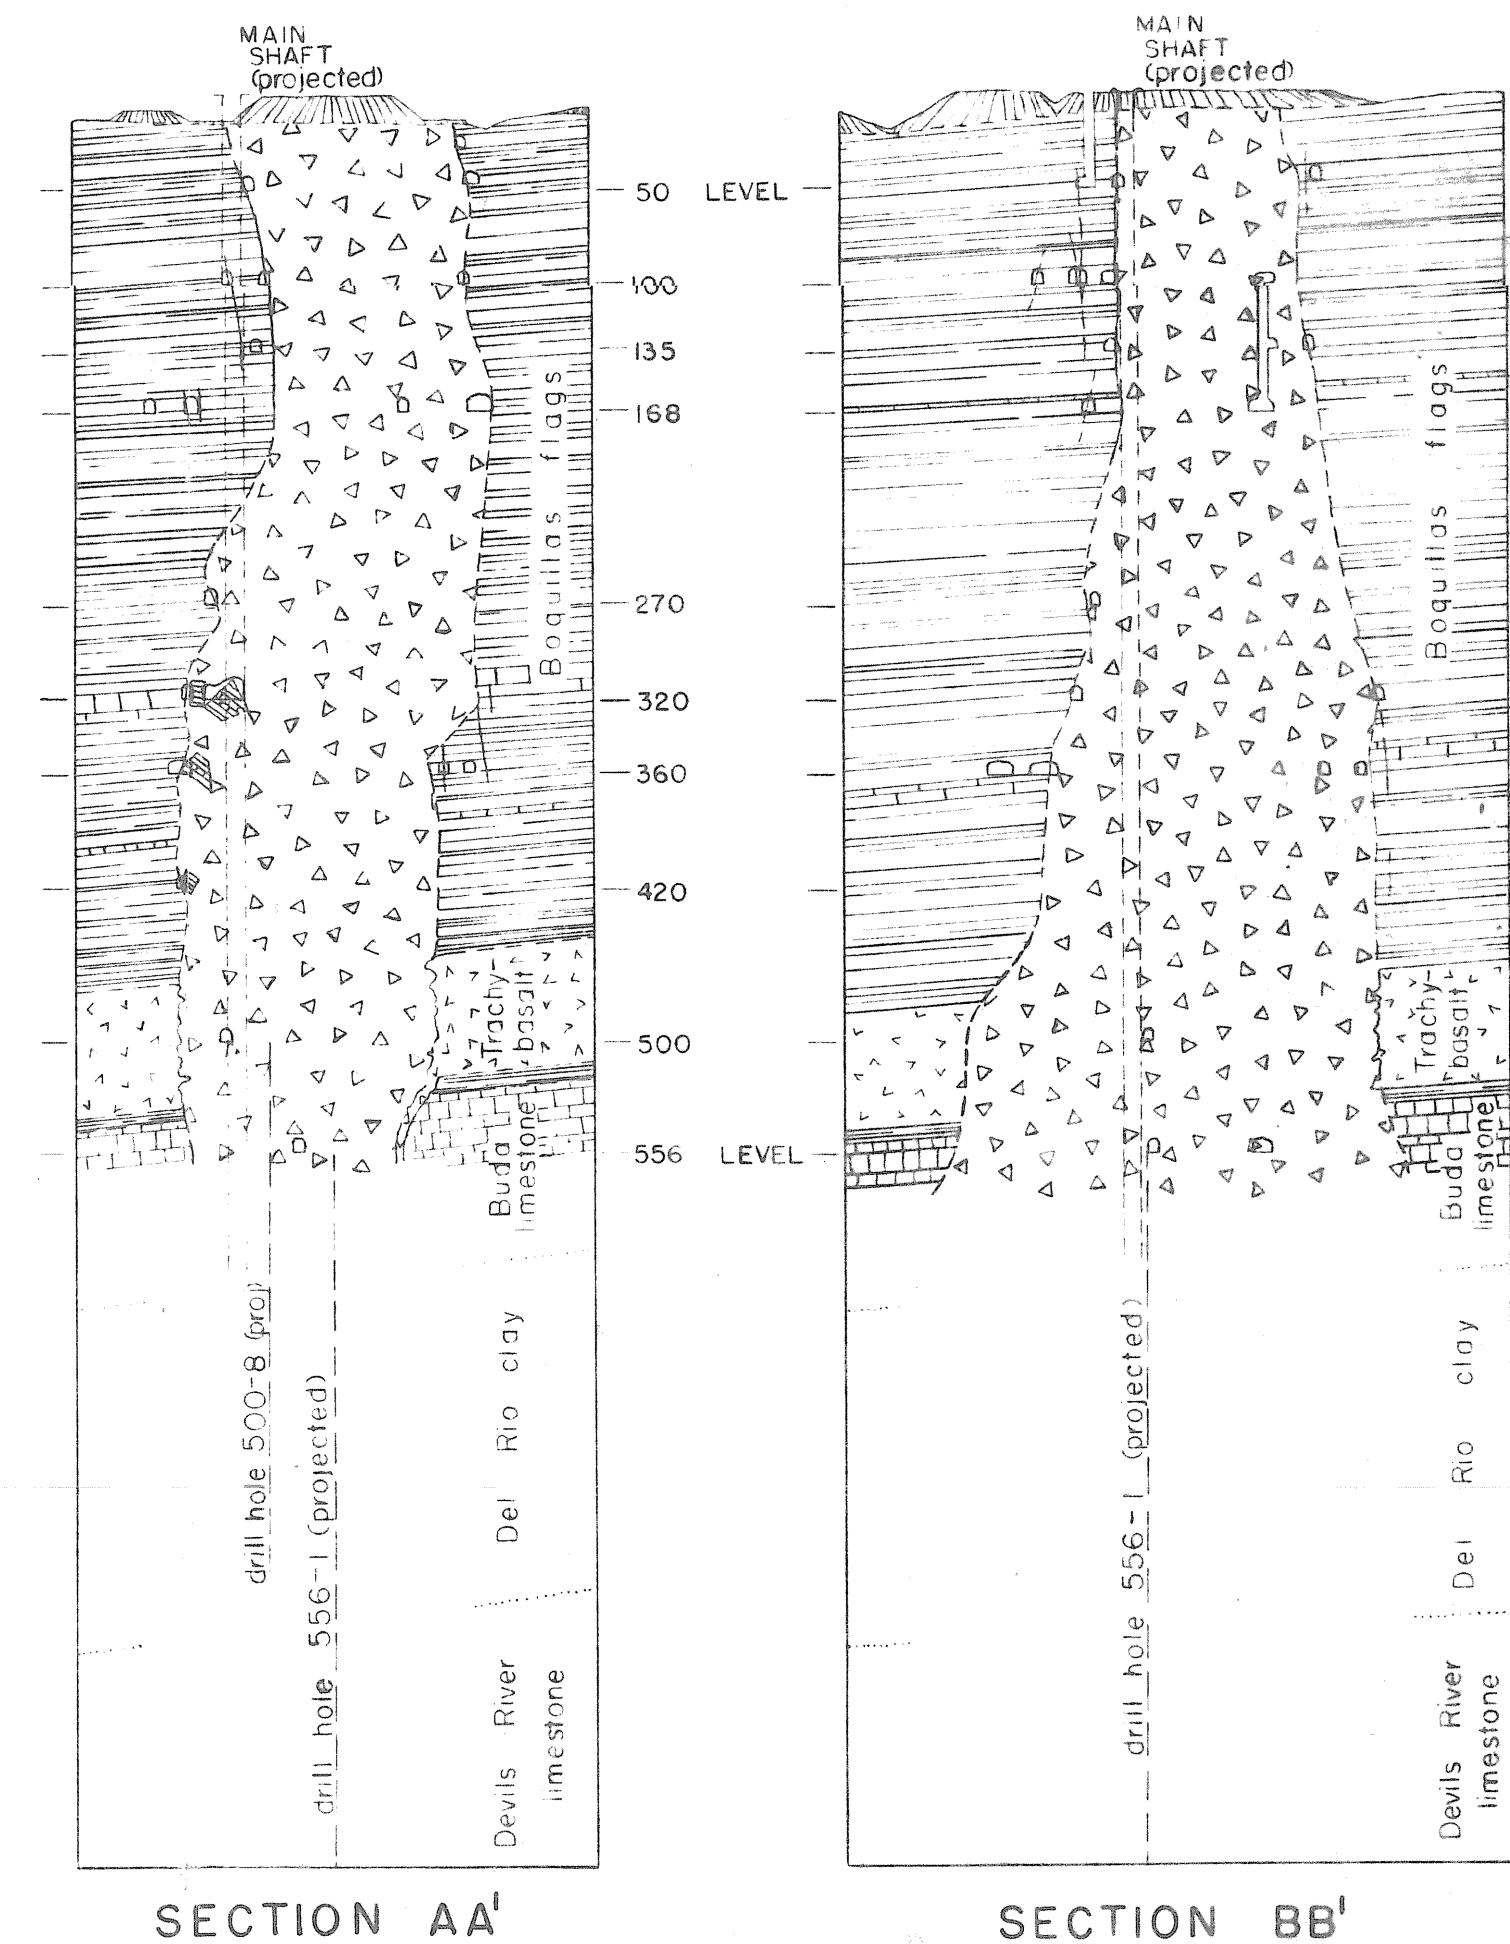 MAIN
SHAFT
(projected)
MAIN
SHAFT
(projected)
50 LEVEL
100
135
168
270
320
360
420
500
556 LEVEL
Boquillas flags
Trachy-
basalt
Buda
limestone
Del Rio clay
Devils River
limestone
drill hole 500-8 (proj)
drill hole 556-1 (projected)
Boquillas flags
Trachy-
basalt
Buda
limestone
Del Rio clay
Devils River
limestone
drill hole 556-1 (projected)
SECTION AA'
SECTION BB'